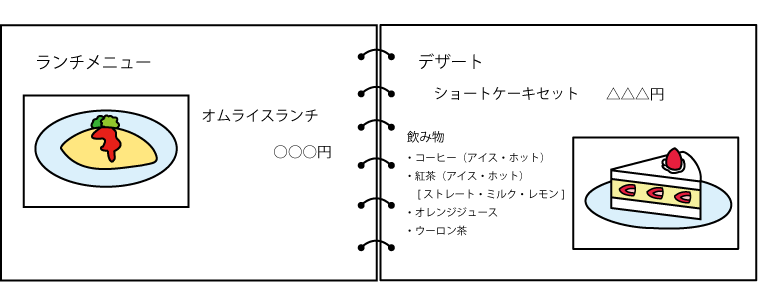 ランチメニュー
オムライスランチ
○○○円
デザート
ショートケーキセット　△△△円
飲み物
・コーヒー（アイス・ホット）
・紅茶（アイス・ホット）
［ストレート・ミルク・レモン］
・オレンジジュース
・ウーロン茶